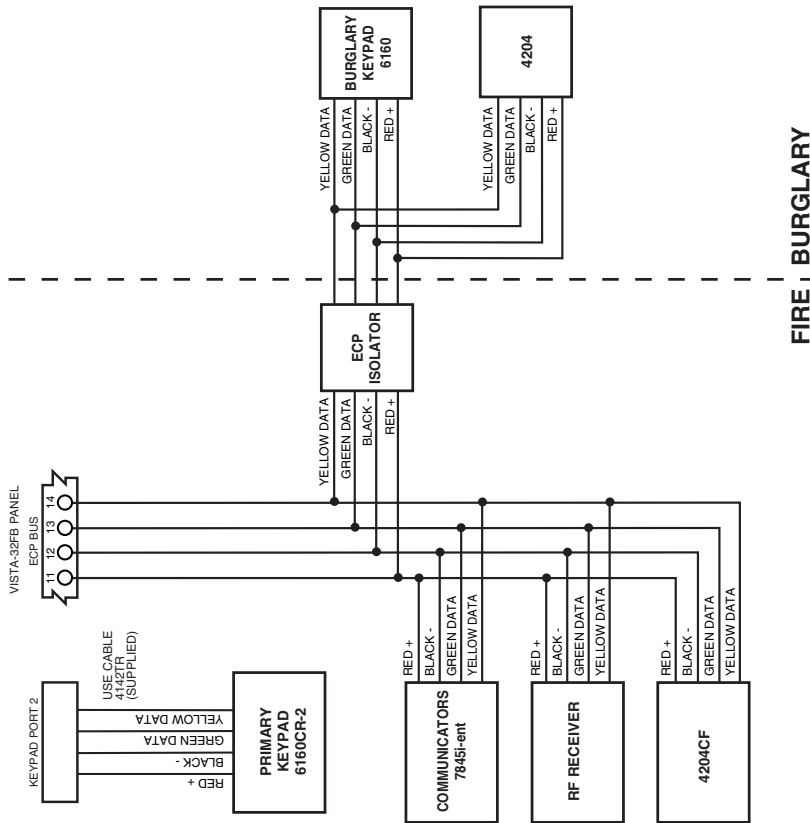 VISTA-32FB PANEL
ECP BUS
11
12
13
14
KEYPAD PORT 2
USE CABLE
4142TR
(SUPPLIED)
RED +
BLACK -
GREEN DATA
YELLOW DATA
PRIMARY
KEYPAD
6160CR-2
RED +
BLACK -
GREEN DATA
YELLOW DATA
COMMUNICATORS
7845i-ent
RED +
BLACK -
GREEN DATA
YELLOW DATA
RF RECEIVER
RED +
BLACK -
GREEN DATA
YELLOW DATA
4204CF
YELLOW DATA
GREEN DATA
BLACK -
RED +
ECP
ISOLATOR
YELLOW DATA
GREEN DATA
BLACK -
RED +
BURGLARY
KEYPAD
6160
YELLOW DATA
GREEN DATA
BLACK -
RED +
4204
FIRE
BURGLARY